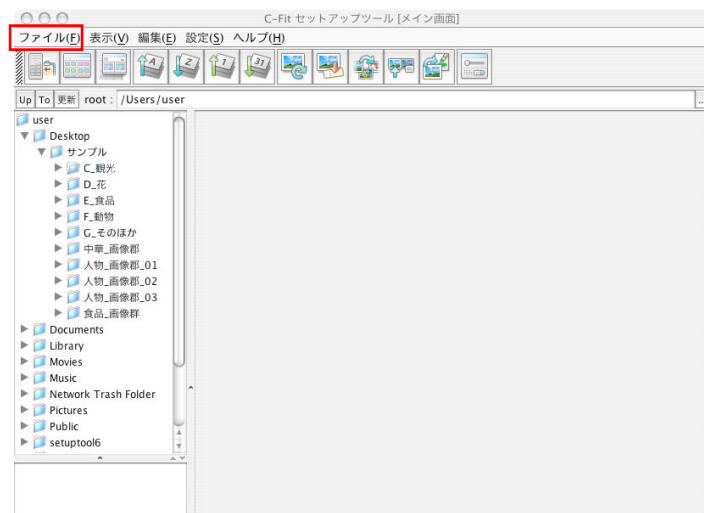 C-Fit セットアップツール [メイン画面]
ファイル(F) 表示(V) 編集(E) 設定(S) ヘルプ(H)
A Z 1 31
Up To 更新 root : /Users/user ...
user
Desktop
サンプル
C_観光
D_花
E_食品
F_動物
G_そのほか
中華_画像郡
人物_画像郡_01
人物_画像郡_02
人物_画像郡_03
食品_画像群
Documents
Library
Movies
Music
Network Trash Folder
Pictures
Public
setuptool6